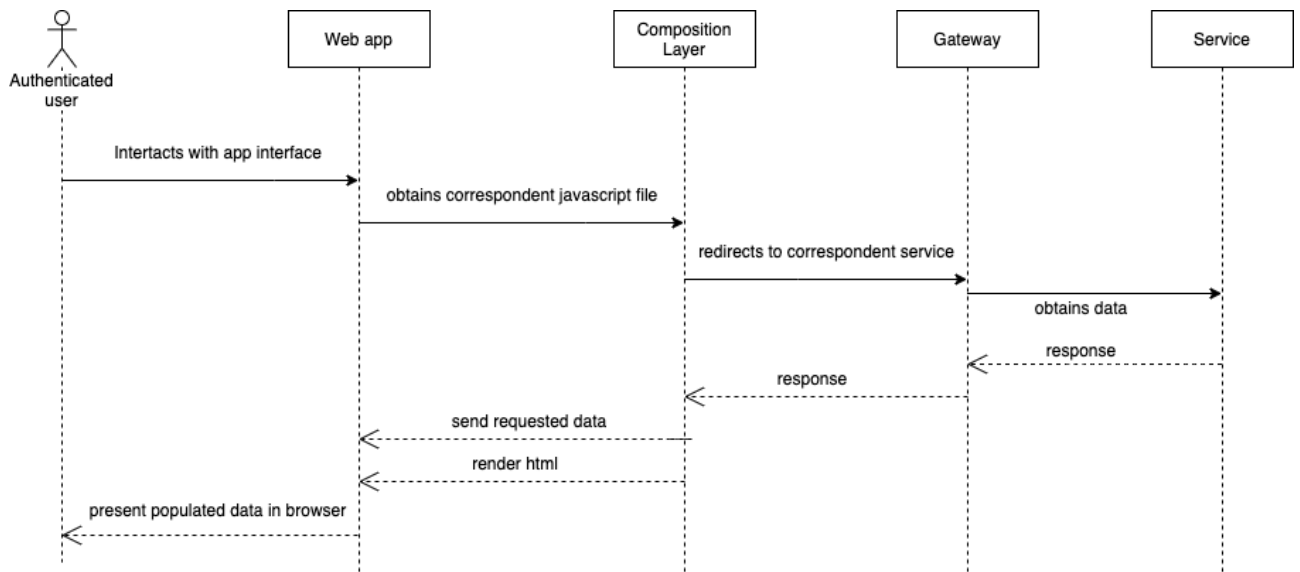 Authenticated
user
Web app
Composition
Layer
Gateway
Service
Intertacts with app interface
obtains correspondent javascript file
redirects to correspondent service
obtains data
response
response
send requested data
render html
present populated data in browser